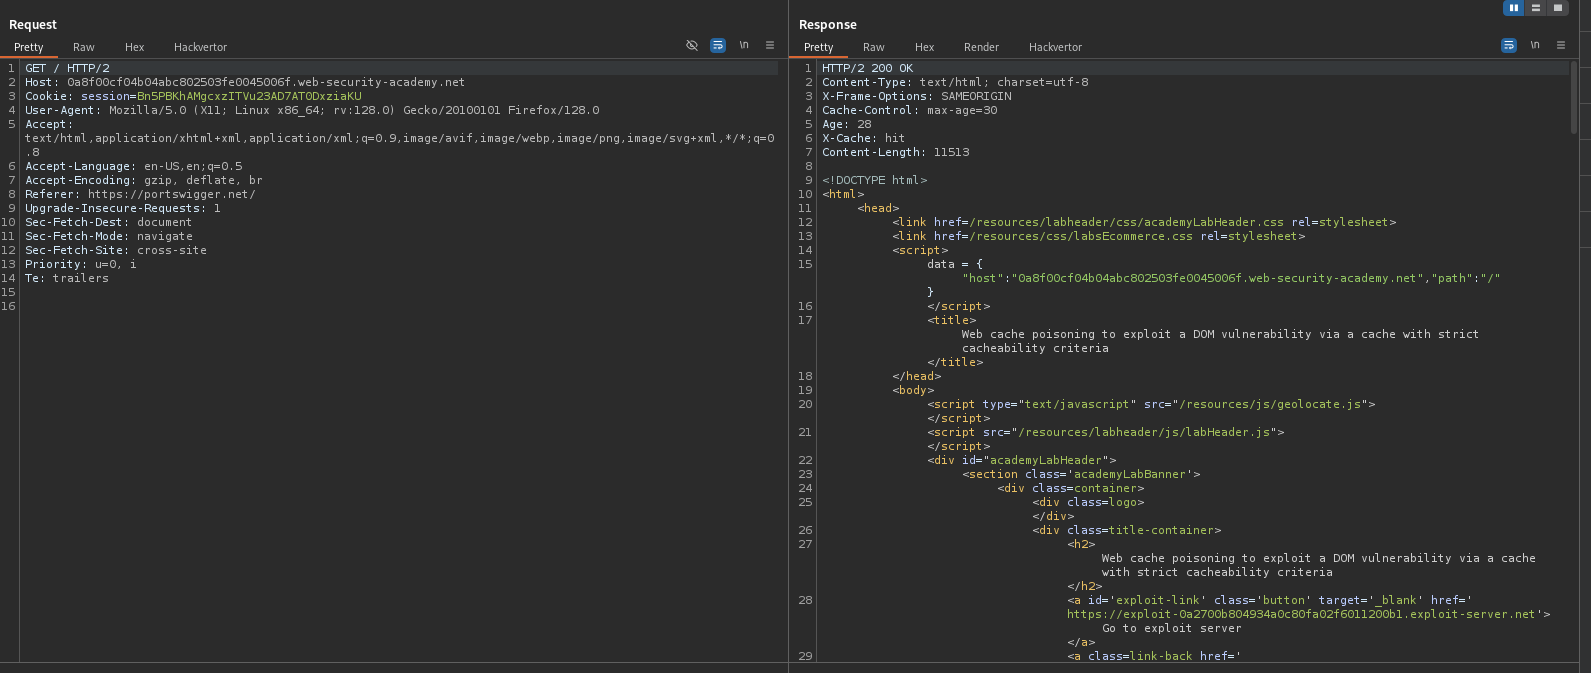 Request
Pretty Raw Hex Hackvertor \n
1 GET / HTTP/2
2 Host: 0a8f00cf04b04abc802503fe0045006f.web-security-academy.net
3 Cookie: session=Bn5PBKhAMgcxzITVu23AD7AT0DxziaKU
4 User-Agent: Mozilla/5.0 (X11; Linux x86_64; rv:128.0) Gecko/20100101 Firefox/128.0
5 Accept:
text/html,application/xhtml+xml,application/xml;q=0.9,image/avif,image/webp,image/png,image/svg+xml,*/*;q=0
.8
6 Accept-Language: en-US,en;q=0.5
7 Accept-Encoding: gzip, deflate, br
8 Referer: https://portswigger.net/
9 Upgrade-Insecure-Requests: 1
10 Sec-Fetch-Dest: document
11 Sec-Fetch-Mode: navigate
12 Sec-Fetch-Site: cross-site
13 Priority: u=0, i
14 Te: trailers
15
16
Response
Pretty Raw Hex Render Hackvertor \n
1 HTTP/2 200 OK
2 Content-Type: text/html; charset=utf-8
3 X-Frame-Options: SAMEORIGIN
4 Cache-Control: max-age=30
5 Age: 28
6 X-Cache: hit
7 Content-Length: 11513
8
9 <!DOCTYPE html>
10 <html>
11 <head>
12 <link href=/resources/labheader/css/academyLabHeader.css rel=stylesheet>
13 <link href=/resources/css/labsEcommerce.css rel=stylesheet>
14 <script>
15 data = {
"host":"0a8f00cf04b04abc802503fe0045006f.web-security-academy.net","path":"/"
}
16 </script>
17 <title>
Web cache poisoning to exploit a DOM vulnerability via a cache with strict
cacheability criteria
</title>
18 </head>
19 <body>
20 <script type="text/javascript" src="/resources/js/geolocate.js">
</script>
21 <script src="/resources/labheader/js/labHeader.js">
</script>
22 <div id="academyLabHeader">
23 <section class='academyLabBanner'>
24 <div class=container>
25 <div class=logo>
</div>
26 <div class=title-container>
27 <h2>
Web cache poisoning to exploit a DOM vulnerability via a cache
with strict cacheability criteria
</h2>
28 <a id='exploit-link' class='button' target='_blank' href='
https://exploit-0a2700b804934a0c80fa02f6011200b1.exploit-server.net'>
Go to exploit server
</a>
29 <a class=link-back href='